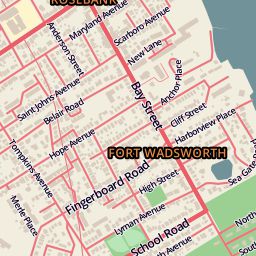 ROSEBANK
Maryland Avenue
Scarboro Avenue
Anderson Street
New Lane
Anchor Place
Saint Johns Avenue
Bay Street
Belair Road
Cliff Street
Harborview Place
Hope Avenue
FORT WADSWORTH
Tompkins Avenue
Fingerboard Road
High Street
Sea Gate
Merle Place
Lyman Avenue
School Road
Avenue